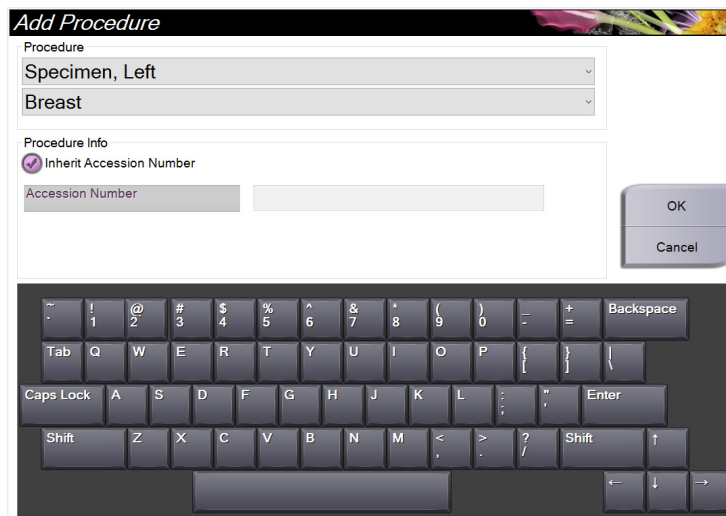 Add Procedure
Procedure
Specimen, Left
Breast
Procedure Info
Inherit Accession Number
Accession Number
OK
Cancel
~ ` ! 1 @ 2 # 3 $ 4 % 5 ^ 6 & 7 * 8 ( 9 ) 0 _ - + = Backspace
Tab Q W E R T Y U I O P { [ } ] | \
Caps Lock A S D F G H J K L : ; " ' Enter
Shift Z X C V B N M < , > . ? / Shift ↑
← ↓ →